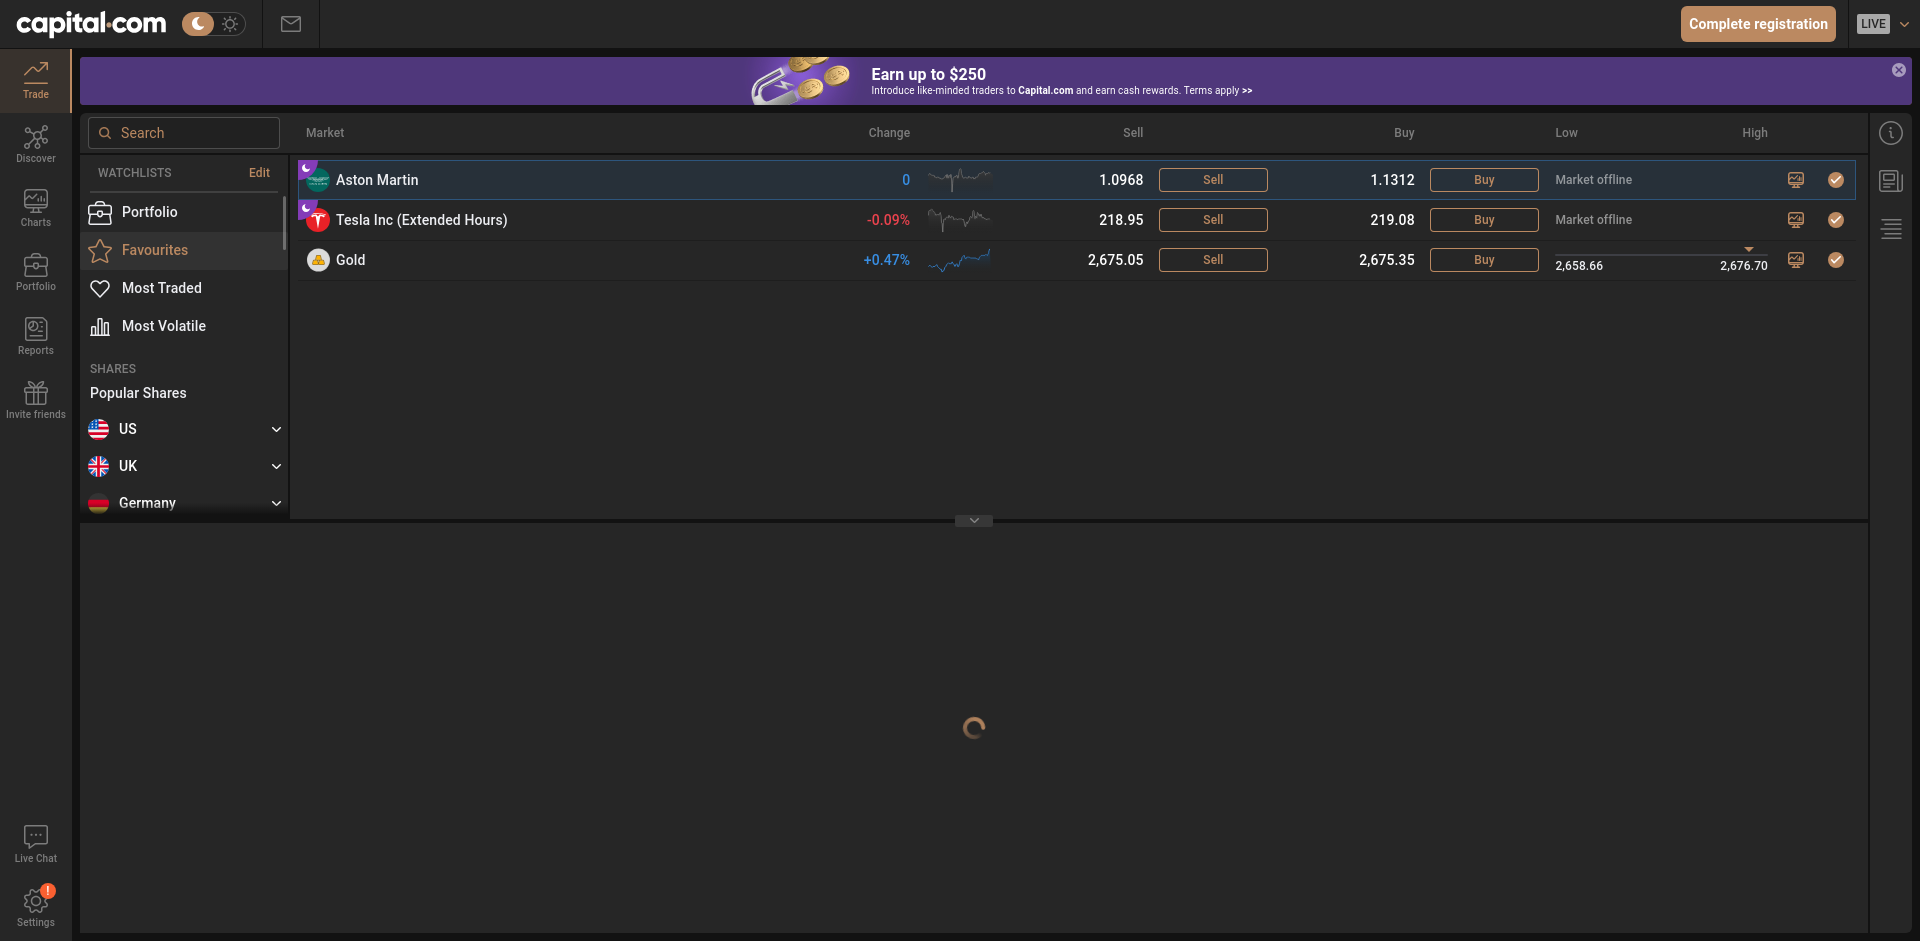 capital.com
Complete registration
LIVE
Trade
Discover
Charts
Portfolio
Reports
Invite friends
Live Chat
!
Settings
Earn up to $250
Introduce like-minded traders to Capital.com and earn cash rewards. Terms apply >>
Search
WATCHLISTS Edit
Portfolio
Favourites
Most Traded
Most Volatile
SHARES
Popular Shares
US
UK
Germany
Market Change Sell Buy Low High
Aston Martin 0 1.0968 Sell 1.1312 Buy Market offline
Tesla Inc (Extended Hours) -0.09% 218.95 Sell 219.08 Buy Market offline
Gold +0.47% 2,675.05 Sell 2,675.35 Buy 2,658.66 2,676.70